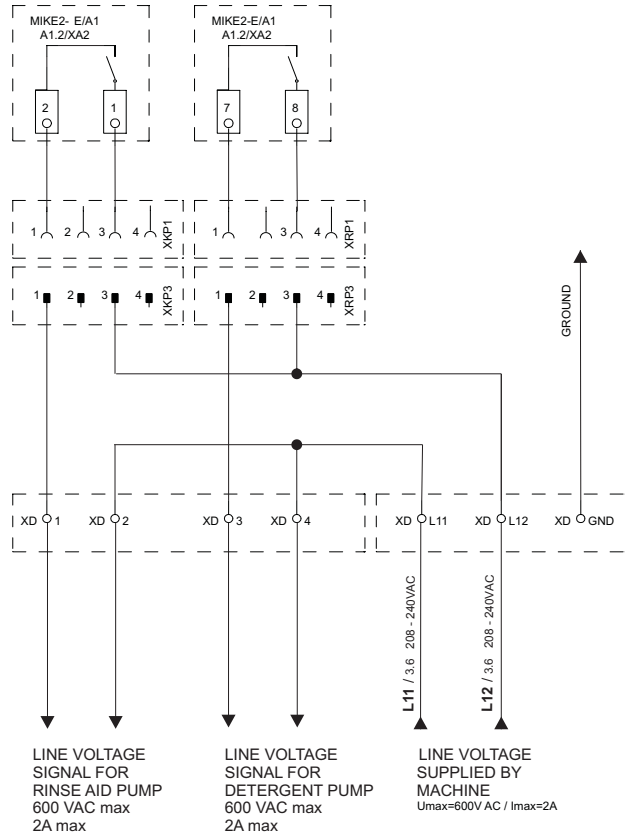 MIKE2- E/A1
A1.2/XA2
MIKE2-E/A1
A1.2/XA2
2
1
7
8
1
2
3
4
XKP1
1
2
3
4
XRP1
1
2
3
4
XKP3
1
2
3
4
XRP3
GROUND
XD 1
XD 2
XD 3
XD 4
XD L11
XD L12
XD GND
L11 / 3.6 208 - 240VAC
L12 / 3.6 208 - 240VAC
LINE VOLTAGE
SIGNAL FOR
RINSE AID PUMP
600 VAC max
2A max
LINE VOLTAGE
SIGNAL FOR
DETERGENT PUMP
600 VAC max
2A max
LINE VOLTAGE
SUPPLIED BY
MACHINE
Umax=600V AC / Imax=2A